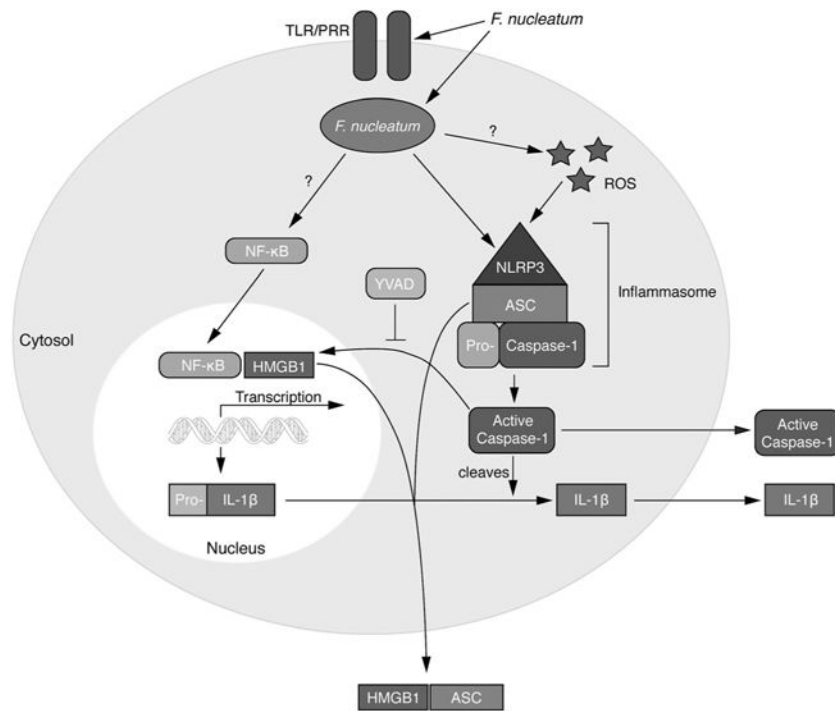 TLR/PRR
F. nucleatum
F. nucleatum
?
?
ROS
NF-κB
NLRP3
YVAD
ASC
Inflammasome
Cytosol
Pro-
Caspase-1
NF-κB
HMGB1
Transcription
Active
Caspase-1
Active
Caspase-1
cleaves
Pro-
IL-1β
IL-1β
IL-1β
Nucleus
HMGB1
ASC